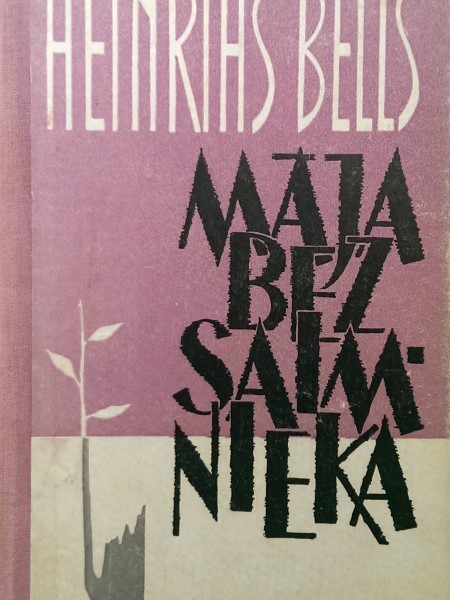 HEINRIHS BELLS
MĀJA
BEZ
SAIM-
NIEKA